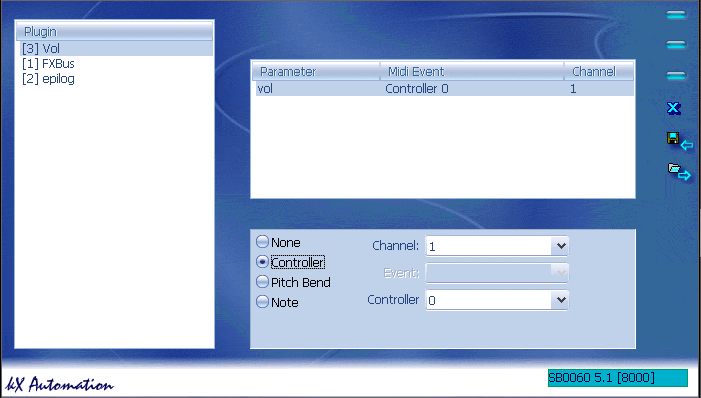 Plugin
[3] Vol
[1] FXBus
[2] epilog
Parameter Midi Event Channel
vol Controller 0 1
None
Controller
Pitch Bend
Note
Channel: 1
Event:
Controller 0
kX Automation
SB0060 5.1 [8000]